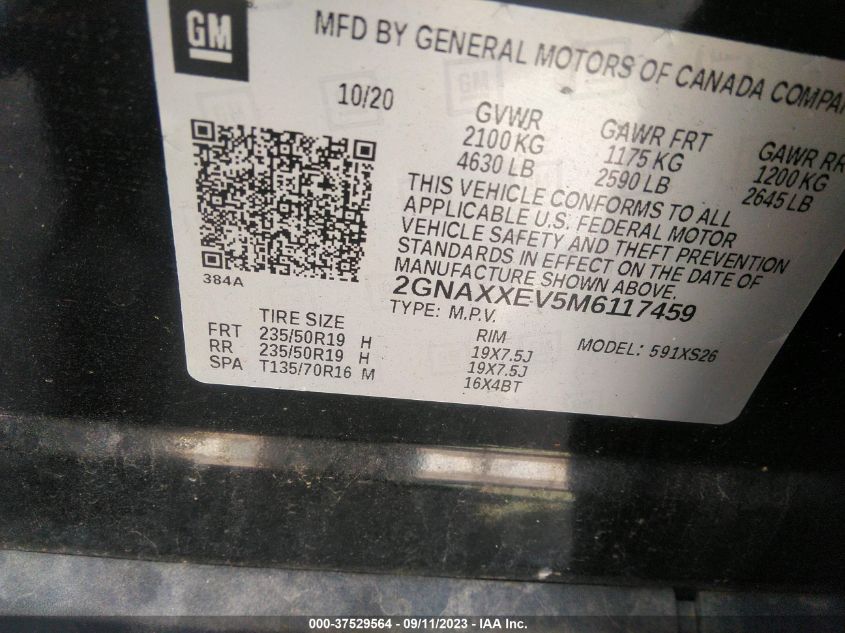 GM
MFD BY GENERAL MOTORS OF CANADA
10/20
GVWR
2100 KG
4630 LB
GAWR FRT
1175 KG
2590 LB
GAWR RR
1200 KG
2645 LB
THIS VEHICLE CONFORMS TO ALL
APPLICABLE U.S. FEDERAL MOTOR
VEHICLE SAFETY AND THEFT PREVENTION
STANDARDS IN EFFECT ON THE DATE OF
MANUFACTURE SHOWN ABOVE.
2GNAXXEV5M6117459
TYPE: M.P.V.
384A
TIRE SIZE
RIM
MODEL: 591XS26
FRT 235/50R19 H 19X7.5J
RR 235/50R19 H 19X7.5J
SPA T135/70R16 M 16X4BT
000-37529564 - 09/11/2023 - IAA Inc.